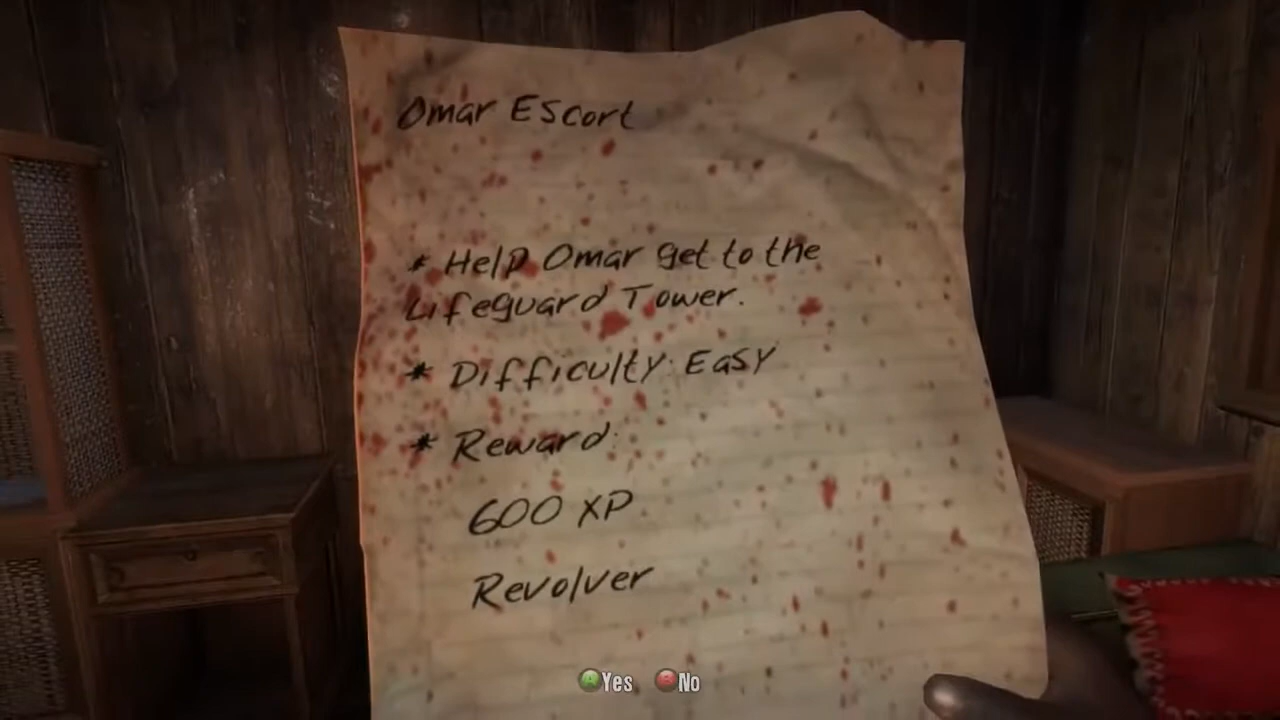 Omar Escort
* Help Omar get to the
Lifeguard Tower.
* Difficulty: Easy
* Reward:
600 XP
Revolver
A Yes B No